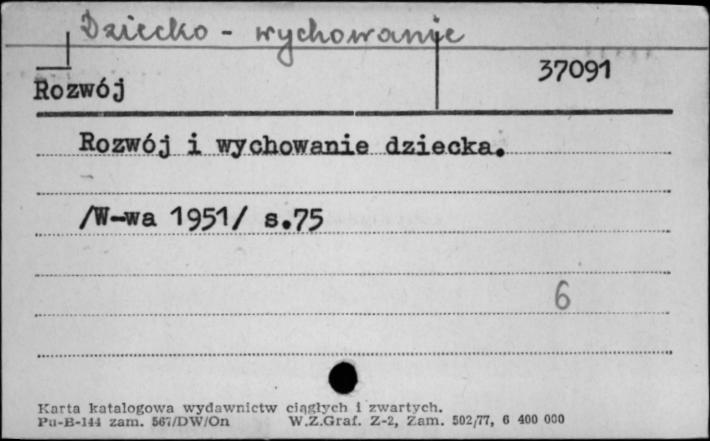 Dziecko - wychowanie
37091
Rozwój
Rozwój i wychowanie dziecka.
/W-wa 1951/ s.75
6
Karta katalogowa wydawnictw ciągłych i zwartych.
Pu-B-144 zam. 567/DW/On W.Z.Graf. Z-2, Zam. 502/77, 6 400 000